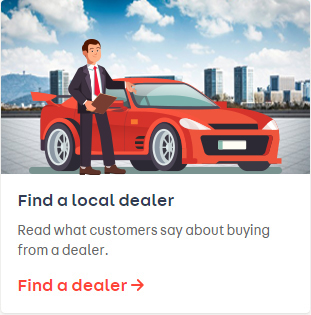 Find a local dealer
Read what customers say about buying
from a dealer.
Find a dealer →